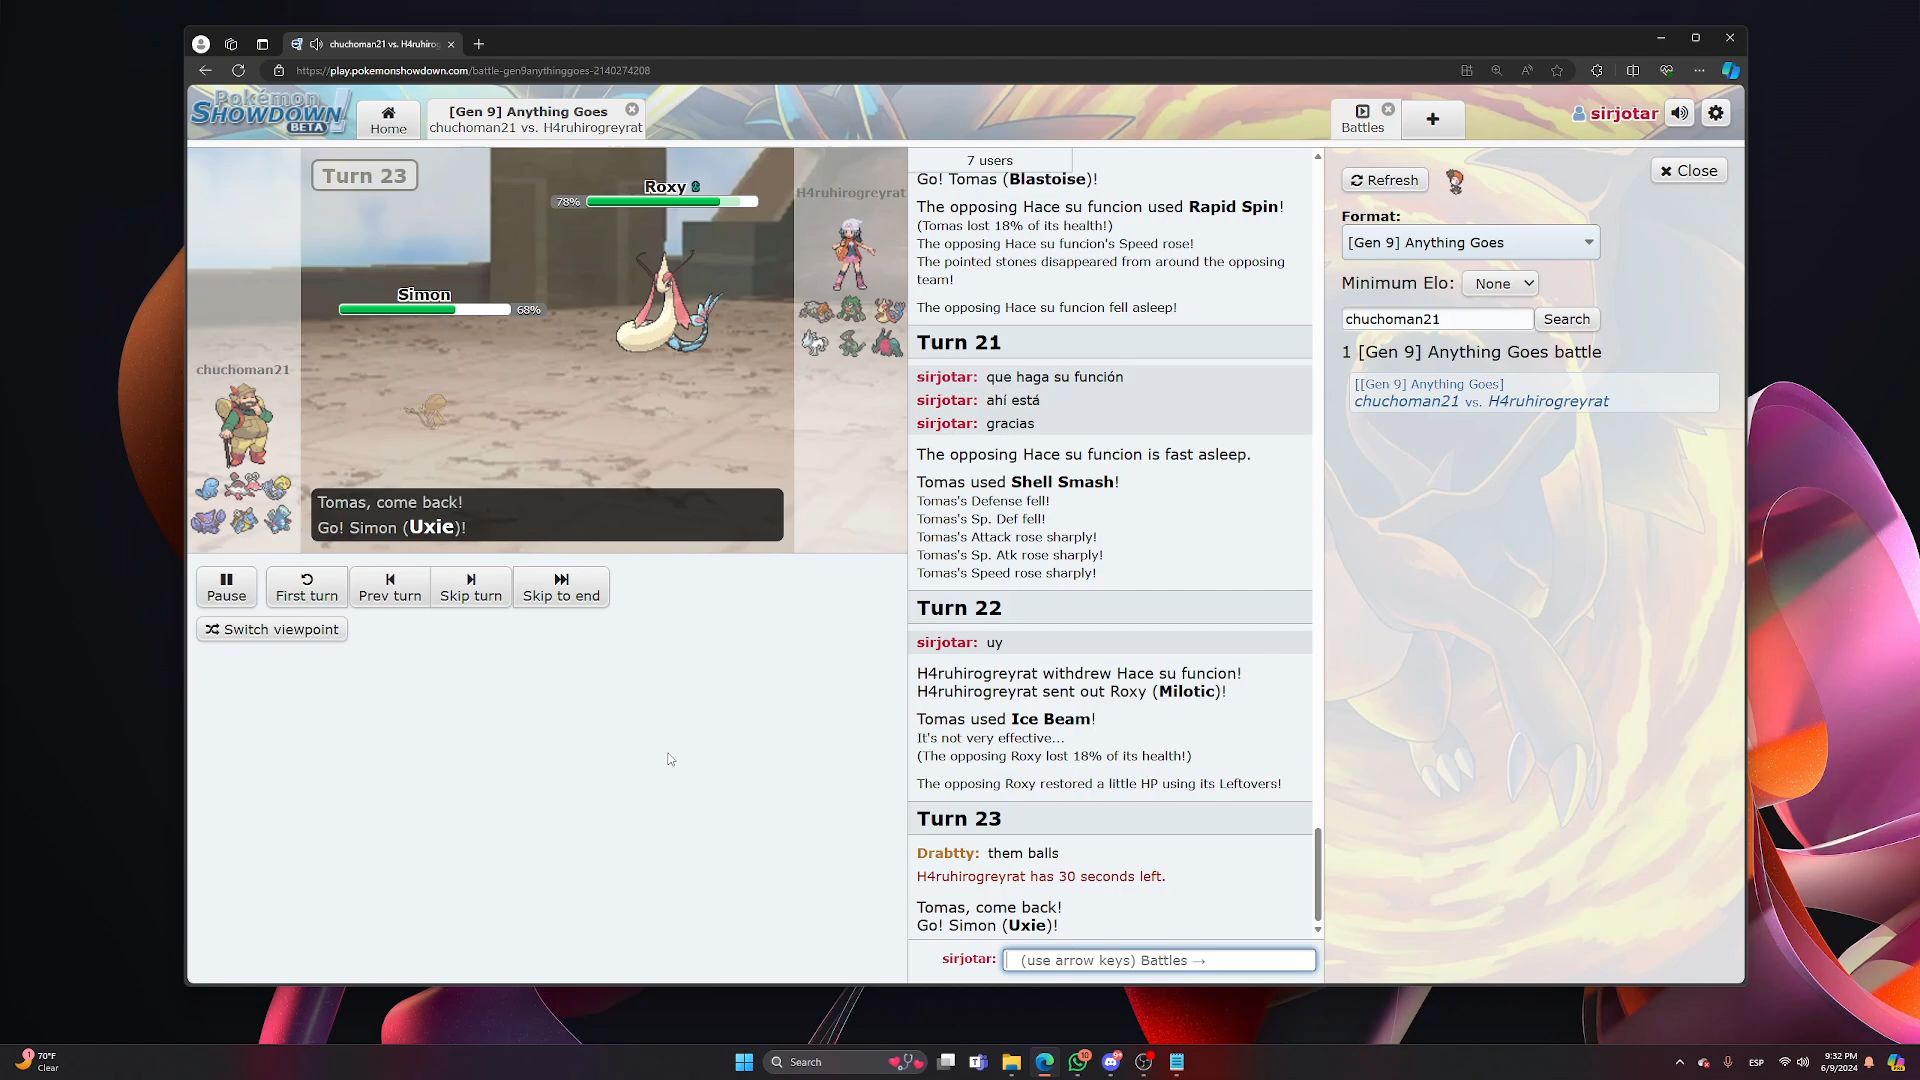 chuchoman21 vs. H4ruhirog
https://play.pokemonshowdown.com/battle-gen9anythinggoes-2140274208
Pokémon
SHOWDOWN!
BETA
Home
[Gen 9] Anything Goes
chuchoman21 vs. H4ruhirogreyrat
Battles
sirjotar
Turn 23
Roxy
78%
Simon
68%
H4ruhirogreyrat
chuchoman21
Tomas, come back!
Go! Simon (Uxie)!
Pause
First turn
Prev turn
Skip turn
Skip to end
Switch viewpoint
7 users
Go! Tomas (Blastoise)!
The opposing Hace su funcion used Rapid Spin!
(Tomas lost 18% of its health!)
The opposing Hace su funcion's Speed rose!
The pointed stones disappeared from around the opposing
team!
The opposing Hace su funcion fell asleep!
Turn 21
sirjotar: que haga su función
sirjotar: ahí está
sirjotar: gracias
The opposing Hace su funcion is fast asleep.
Tomas used Shell Smash!
Tomas's Defense fell!
Tomas's Sp. Def fell!
Tomas's Attack rose sharply!
Tomas's Sp. Atk rose sharply!
Tomas's Speed rose sharply!
Turn 22
sirjotar: uy
H4ruhirogreyrat withdrew Hace su funcion!
H4ruhirogreyrat sent out Roxy (Milotic)!
Tomas used Ice Beam!
It's not very effective...
(The opposing Roxy lost 18% of its health!)
The opposing Roxy restored a little HP using its Leftovers!
Turn 23
Drabtty: them balls
H4ruhirogreyrat has 30 seconds left.
Tomas, come back!
Go! Simon (Uxie)!
sirjotar: (use arrow keys) Battles →
Refresh
Close
Format:
[Gen 9] Anything Goes
Minimum Elo: None
chuchoman21 Search
1 [Gen 9] Anything Goes battle
[[Gen 9] Anything Goes]
chuchoman21 vs. H4ruhirogreyrat
70°F
Clear
Search
10
ESP
9:32 PM
6/9/2024